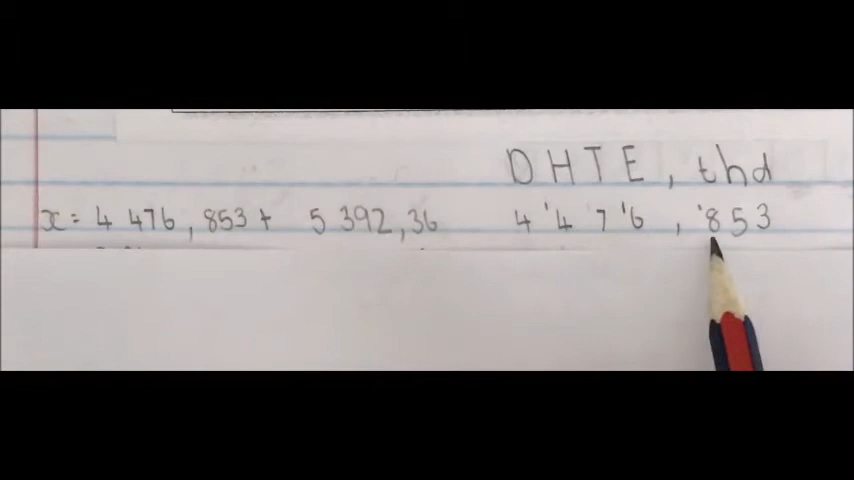 D H T E , t h d
x = 4 476,853 + 5 392,36 4 '4 7 '6 , '8 5 3